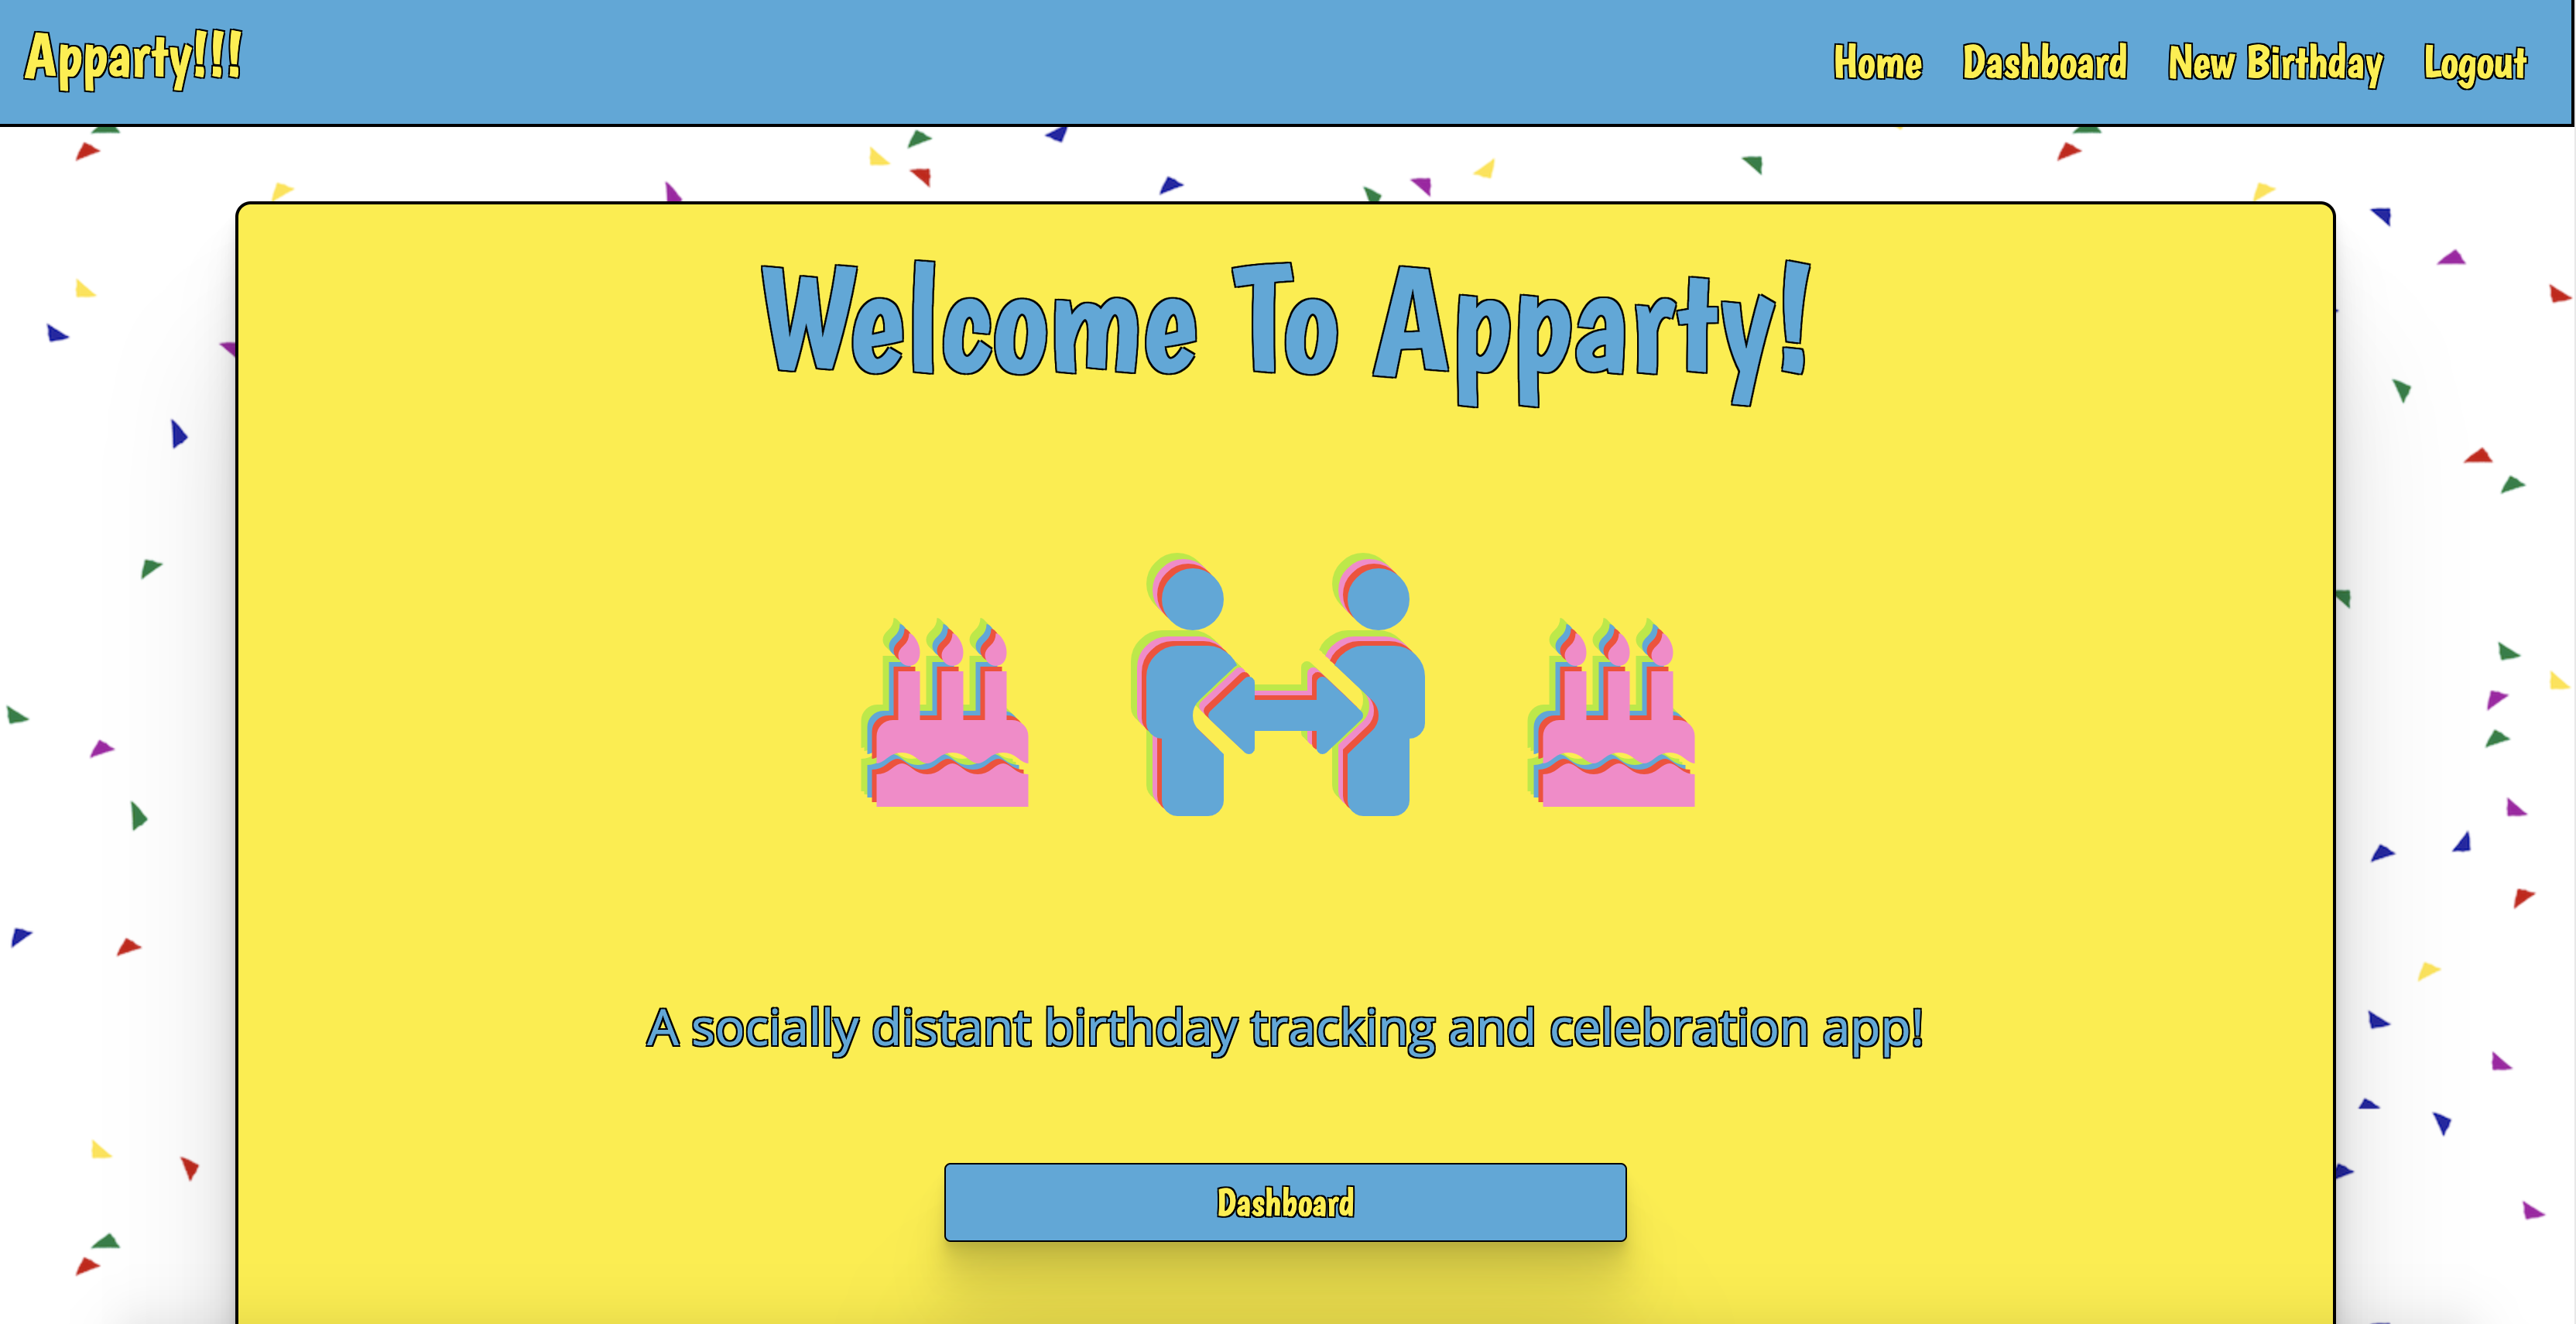 Apparty!!!
Home Dashboard New Birthday Logout
Welcome To Apparty!
A socially distant birthday tracking and celebration app!
Dashboard